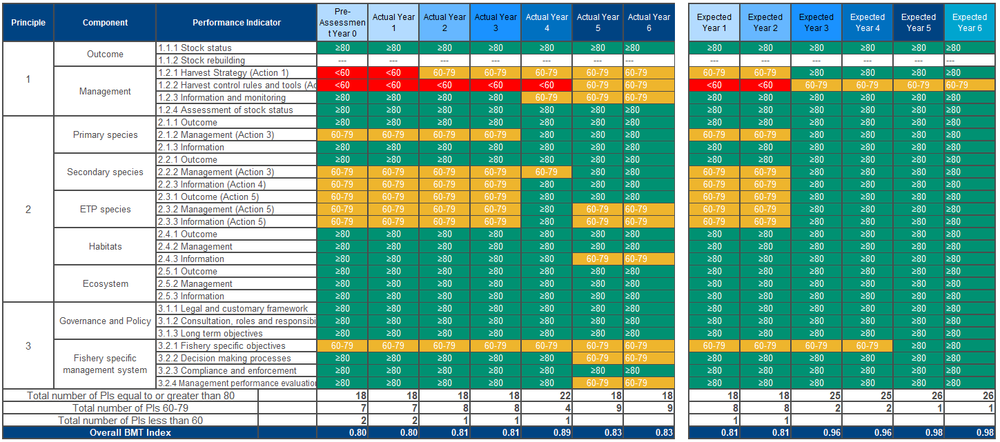 Principle Component Performance Indicator Pre-Assessment Year 0 Actual Year 1 Actual Year 2 Actual Year 3 Actual Year 4 Actual Year 5 Actual Year 6 Expected Year 1 Expected Year 2 Expected Year 3 Expected Year 4 Expected Year 5 Expected Year 6
1 Outcome 1.1.1 Stock status ≥80 ≥80 ≥80 ≥80 ≥80 ≥80 ≥80 ≥80 ≥80 ≥80 ≥80 ≥80 ≥80
1.1.2 Stock rebuilding --- --- --- --- --- --- --- --- --- --- --- --- ---
Management 1.2.1 Harvest Strategy (Action 1) <60 <60 60-79 60-79 60-79 60-79 60-79 60-79 60-79 ≥80 ≥80 ≥80 ≥80
1.2.2 Harvest control rules and tools (Ac <60 <60 <60 <60 <60 60-79 60-79 <60 <60 60-79 60-79 60-79 60-79
1.2.3 Information and monitoring ≥80 ≥80 ≥80 ≥80 60-79 60-79 60-79 ≥80 ≥80 ≥80 ≥80 ≥80 ≥80
1.2.4 Assessment of stock status ≥80 ≥80 ≥80 ≥80 ≥80 ≥80 ≥80 ≥80 ≥80 ≥80 ≥80 ≥80 ≥80
2 Primary species 2.1.1 Outcome ≥80 ≥80 ≥80 ≥80 ≥80 ≥80 ≥80 ≥80 ≥80 ≥80 ≥80 ≥80 ≥80
2.1.2 Management (Action 3) 60-79 60-79 60-79 60-79 ≥80 ≥80 ≥80 60-79 60-79 ≥80 ≥80 ≥80 ≥80
2.1.3 Information ≥80 ≥80 ≥80 ≥80 ≥80 ≥80 ≥80 ≥80 ≥80 ≥80 ≥80 ≥80 ≥80
Secondary species 2.2.1 Outcome ≥80 ≥80 ≥80 ≥80 ≥80 ≥80 ≥80 ≥80 ≥80 ≥80 ≥80 ≥80 ≥80
2.2.2 Management (Action 3) 60-79 60-79 60-79 60-79 60-79 ≥80 ≥80 60-79 60-79 ≥80 ≥80 ≥80 ≥80
2.2.3 Information (Action 4) 60-79 60-79 60-79 60-79 ≥80 ≥80 ≥80 60-79 60-79 ≥80 ≥80 ≥80 ≥80
ETP species 2.3.1 Outcome (Action 5) 60-79 60-79 60-79 60-79 ≥80 ≥80 ≥80 60-79 60-79 ≥80 ≥80 ≥80 ≥80
2.3.2 Management (Action 5) 60-79 60-79 60-79 60-79 ≥80 60-79 60-79 60-79 60-79 ≥80 ≥80 ≥80 ≥80
2.3.3 Information (Action 5) 60-79 60-79 60-79 60-79 ≥80 60-79 60-79 60-79 60-79 ≥80 ≥80 ≥80 ≥80
Habitats 2.4.1 Outcome ≥80 ≥80 ≥80 ≥80 ≥80 ≥80 ≥80 ≥80 ≥80 ≥80 ≥80 ≥80 ≥80
2.4.2 Management ≥80 ≥80 ≥80 ≥80 ≥80 ≥80 ≥80 ≥80 ≥80 ≥80 ≥80 ≥80 ≥80
2.4.3 Information ≥80 ≥80 ≥80 ≥80 ≥80 60-79 60-79 ≥80 ≥80 ≥80 ≥80 ≥80 ≥80
Ecosystem 2.5.1 Outcome ≥80 ≥80 ≥80 ≥80 ≥80 ≥80 ≥80 ≥80 ≥80 ≥80 ≥80 ≥80 ≥80
2.5.2 Management ≥80 ≥80 ≥80 ≥80 ≥80 ≥80 ≥80 ≥80 ≥80 ≥80 ≥80 ≥80 ≥80
2.5.3 Information ≥80 ≥80 ≥80 ≥80 ≥80 ≥80 ≥80 ≥80 ≥80 ≥80 ≥80 ≥80 ≥80
3 Governance and Policy 3.1.1 Legal and customary framework ≥80 ≥80 ≥80 ≥80 ≥80 ≥80 ≥80 ≥80 ≥80 ≥80 ≥80 ≥80 ≥80
3.1.2 Consultation, roles and responsibi ≥80 ≥80 ≥80 ≥80 ≥80 ≥80 ≥80 ≥80 ≥80 ≥80 ≥80 ≥80 ≥80
3.1.3 Long term objectives ≥80 ≥80 ≥80 ≥80 ≥80 ≥80 ≥80 ≥80 ≥80 ≥80 ≥80 ≥80 ≥80
Fishery specific management system 3.2.1 Fishery specific objectives 60-79 60-79 60-79 60-79 60-79 60-79 60-79 60-79 60-79 60-79 60-79 ≥80 ≥80
3.2.2 Decision making processes ≥80 ≥80 ≥80 ≥80 ≥80 60-79 60-79 ≥80 ≥80 ≥80 ≥80 ≥80 ≥80
3.2.3 Compliance and enforcement ≥80 ≥80 ≥80 ≥80 ≥80 ≥80 ≥80 ≥80 ≥80 ≥80 ≥80 ≥80 ≥80
3.2.4 Management performance evaluation ≥80 ≥80 ≥80 ≥80 ≥80 60-79 60-79 ≥80 ≥80 ≥80 ≥80 ≥80 ≥80
Total number of PIs equal to or greater than 80 18 18 18 18 22 18 18 18 18 25 25 26 26
Total number of PIs 60-79 7 7 8 8 4 9 9 8 8 2 2 1 1
Total number of PIs less than 60 2 2 1 1 1 1 1
Overall BMT Index 0.80 0.80 0.81 0.81 0.89 0.83 0.83 0.81 0.81 0.96 0.96 0.98 0.98